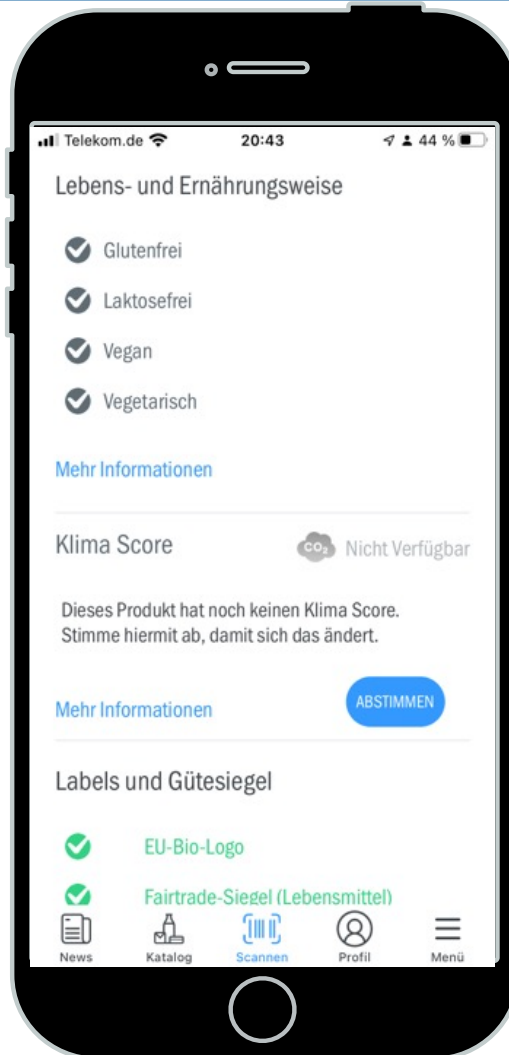 Telekom.de 20:43 44 %
Lebens- und Ernährungsweise
Glutenfrei
Laktosefrei
Vegan
Vegetarisch
Mehr Informationen
Klima Score CO₂ Nicht Verfügbar
Dieses Produkt hat noch keinen Klima Score.
Stimme hiermit ab, damit sich das ändert.
Mehr Informationen ABSTIMMEN
Labels und Gütesiegel
EU-Bio-Logo
Fairtrade-Siegel (Lebensmittel)
News Katalog Scannen Profil Menü